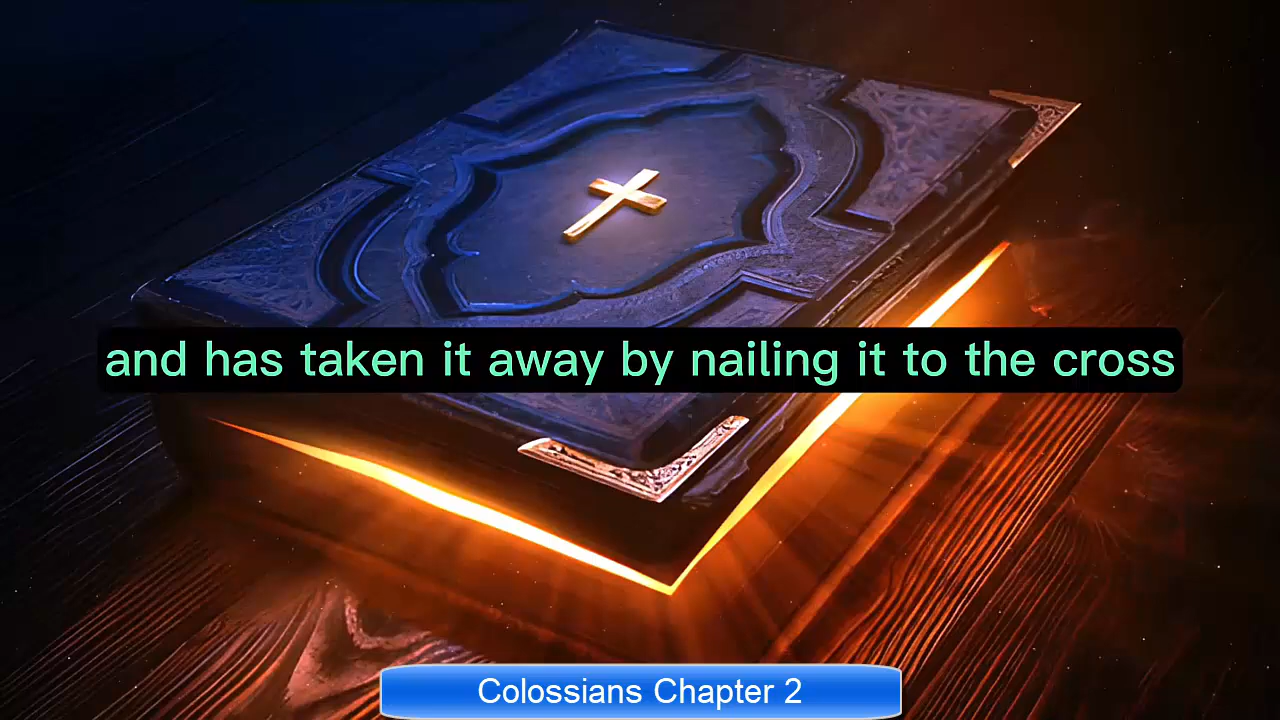 and has taken it away by nailing it to the cross
Colossians Chapter 2